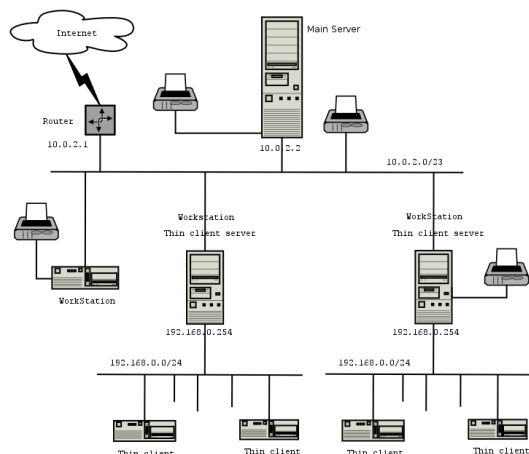 Internet
Main Server
Router
10.0.2.1
10.0.2.2
10.0.2.0/23
Workstation
Thin client server
WorkStation
Thin client server
WorkStation
192.168.0.254
192.168.0.254
192.168.0.0/24
192.168.0.0/24
Thin client
Thin client
Thin client
Thin client